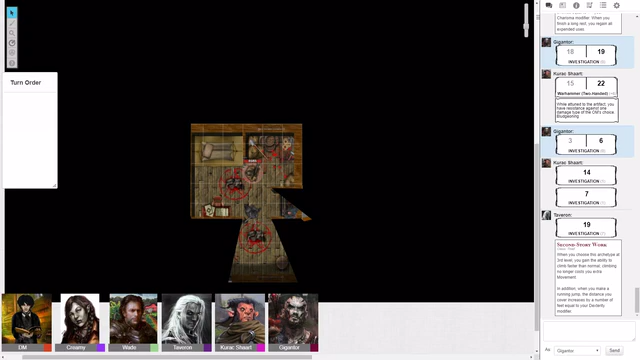 Turn Order
DM
Creamy
Wade
Taveron
Kurac Shaart
Gigantor
Charisma modifier. When you
finish a long rest, you regain all
expended uses.
Gigantor:
18 19
INVESTIGATION
Kurac Shaart:
15 22
Warhammer (Two-Handed)
While attuned to the artifact, you
have resistance against one
damage type of the DM's choice.
Bludgeoning
Gigantor:
3 6
INVESTIGATION
Kurac Shaart:
14
INVESTIGATION
7
INVESTIGATION
Taveron:
19
INVESTIGATION
Second Story Work
When you choose this archetype at
3rd level, you gain the ability to
climb faster than normal; climbing
no longer costs you extra
Movement.
In addition, when you make a
running jump, the distance you
cover increases by a number of
feet equal to your Dexterity
modifier.
As: Gigantor
Send